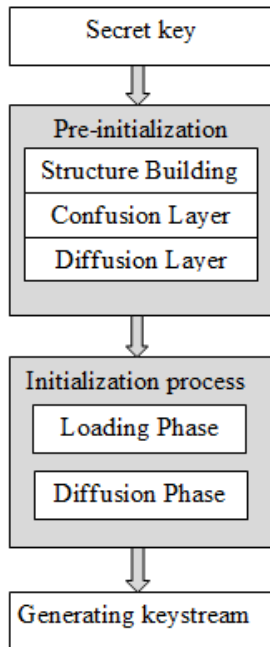 Secret key
Pre-initialization
Structure Building
Confusion Layer
Diffusion Layer
Initialization process
Loading Phase
Diffusion Phase
Generating keystream